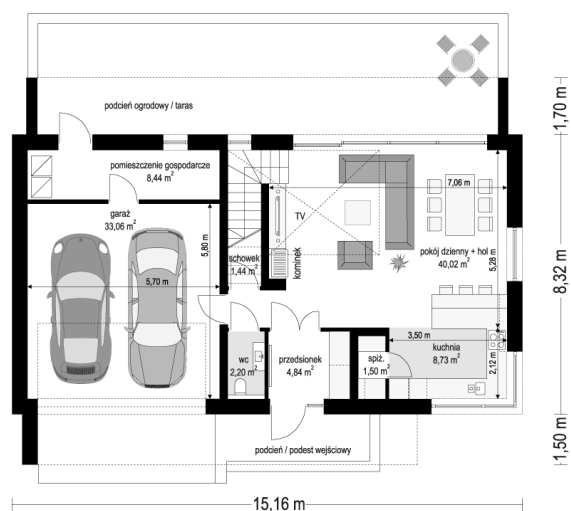 podcień ogrodowy / taras
1,70 m
pomieszczenie gospodarcze
8,44 m²
7,06 m
garaż
33,06 m²
5,80 m
TV
pokój dzienny + hol
40,02 m²
5,28 m
schowek
1,44 m²
kominek
5,70 m
8,32 m
3,50 m
kuchnia
8,73 m²
wc
2,20 m²
przedsionek
4,84 m²
spiż.
1,50 m²
2,12 m
podcień / podest wejściowy
1,50 m
15,16 m